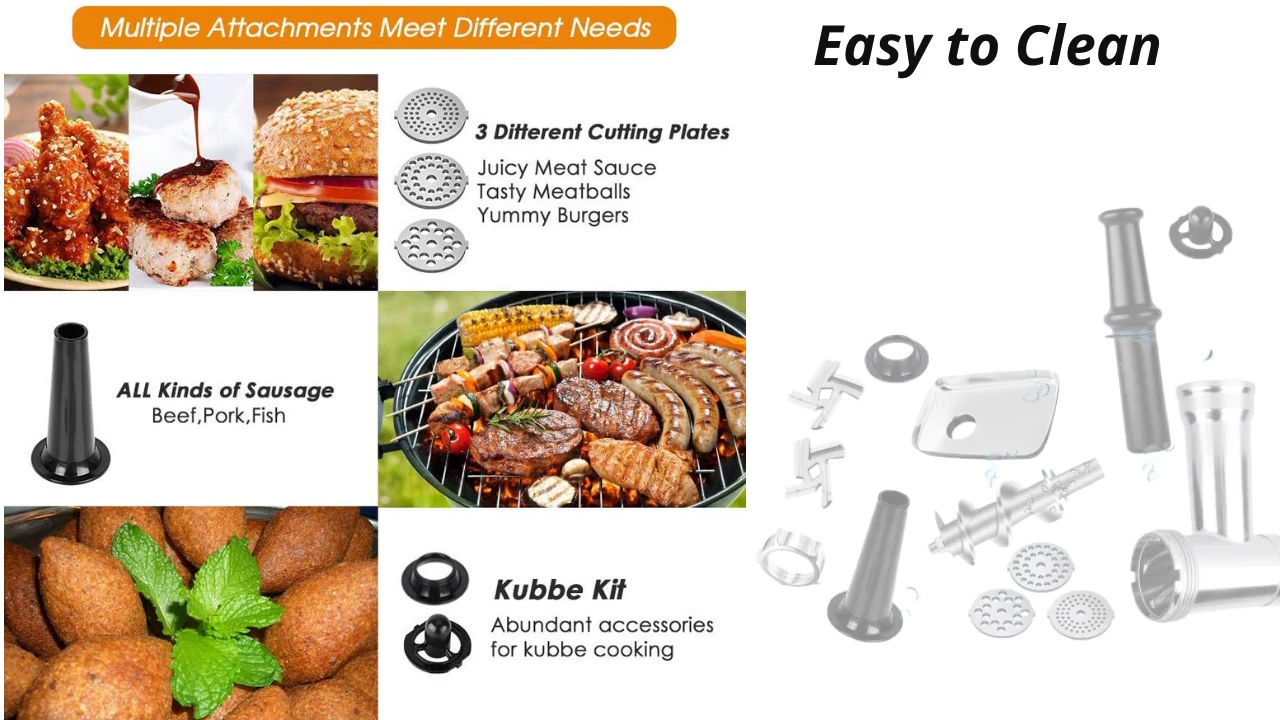 Multiple Attachments Meet Different Needs
Easy to Clean
3 Different Cutting Plates
Juicy Meat Sauce
Tasty Meatballs
Yummy Burgers
ALL Kinds of Sausage
Beef,Pork,Fish
Kubbe Kit
Abundant accessories
for kubbe cooking